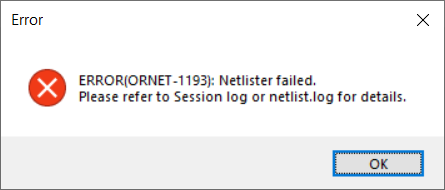 Error
ERROR(ORNET-1193): Netlister failed.
Please refer to Session log or netlist.log for details.
OK